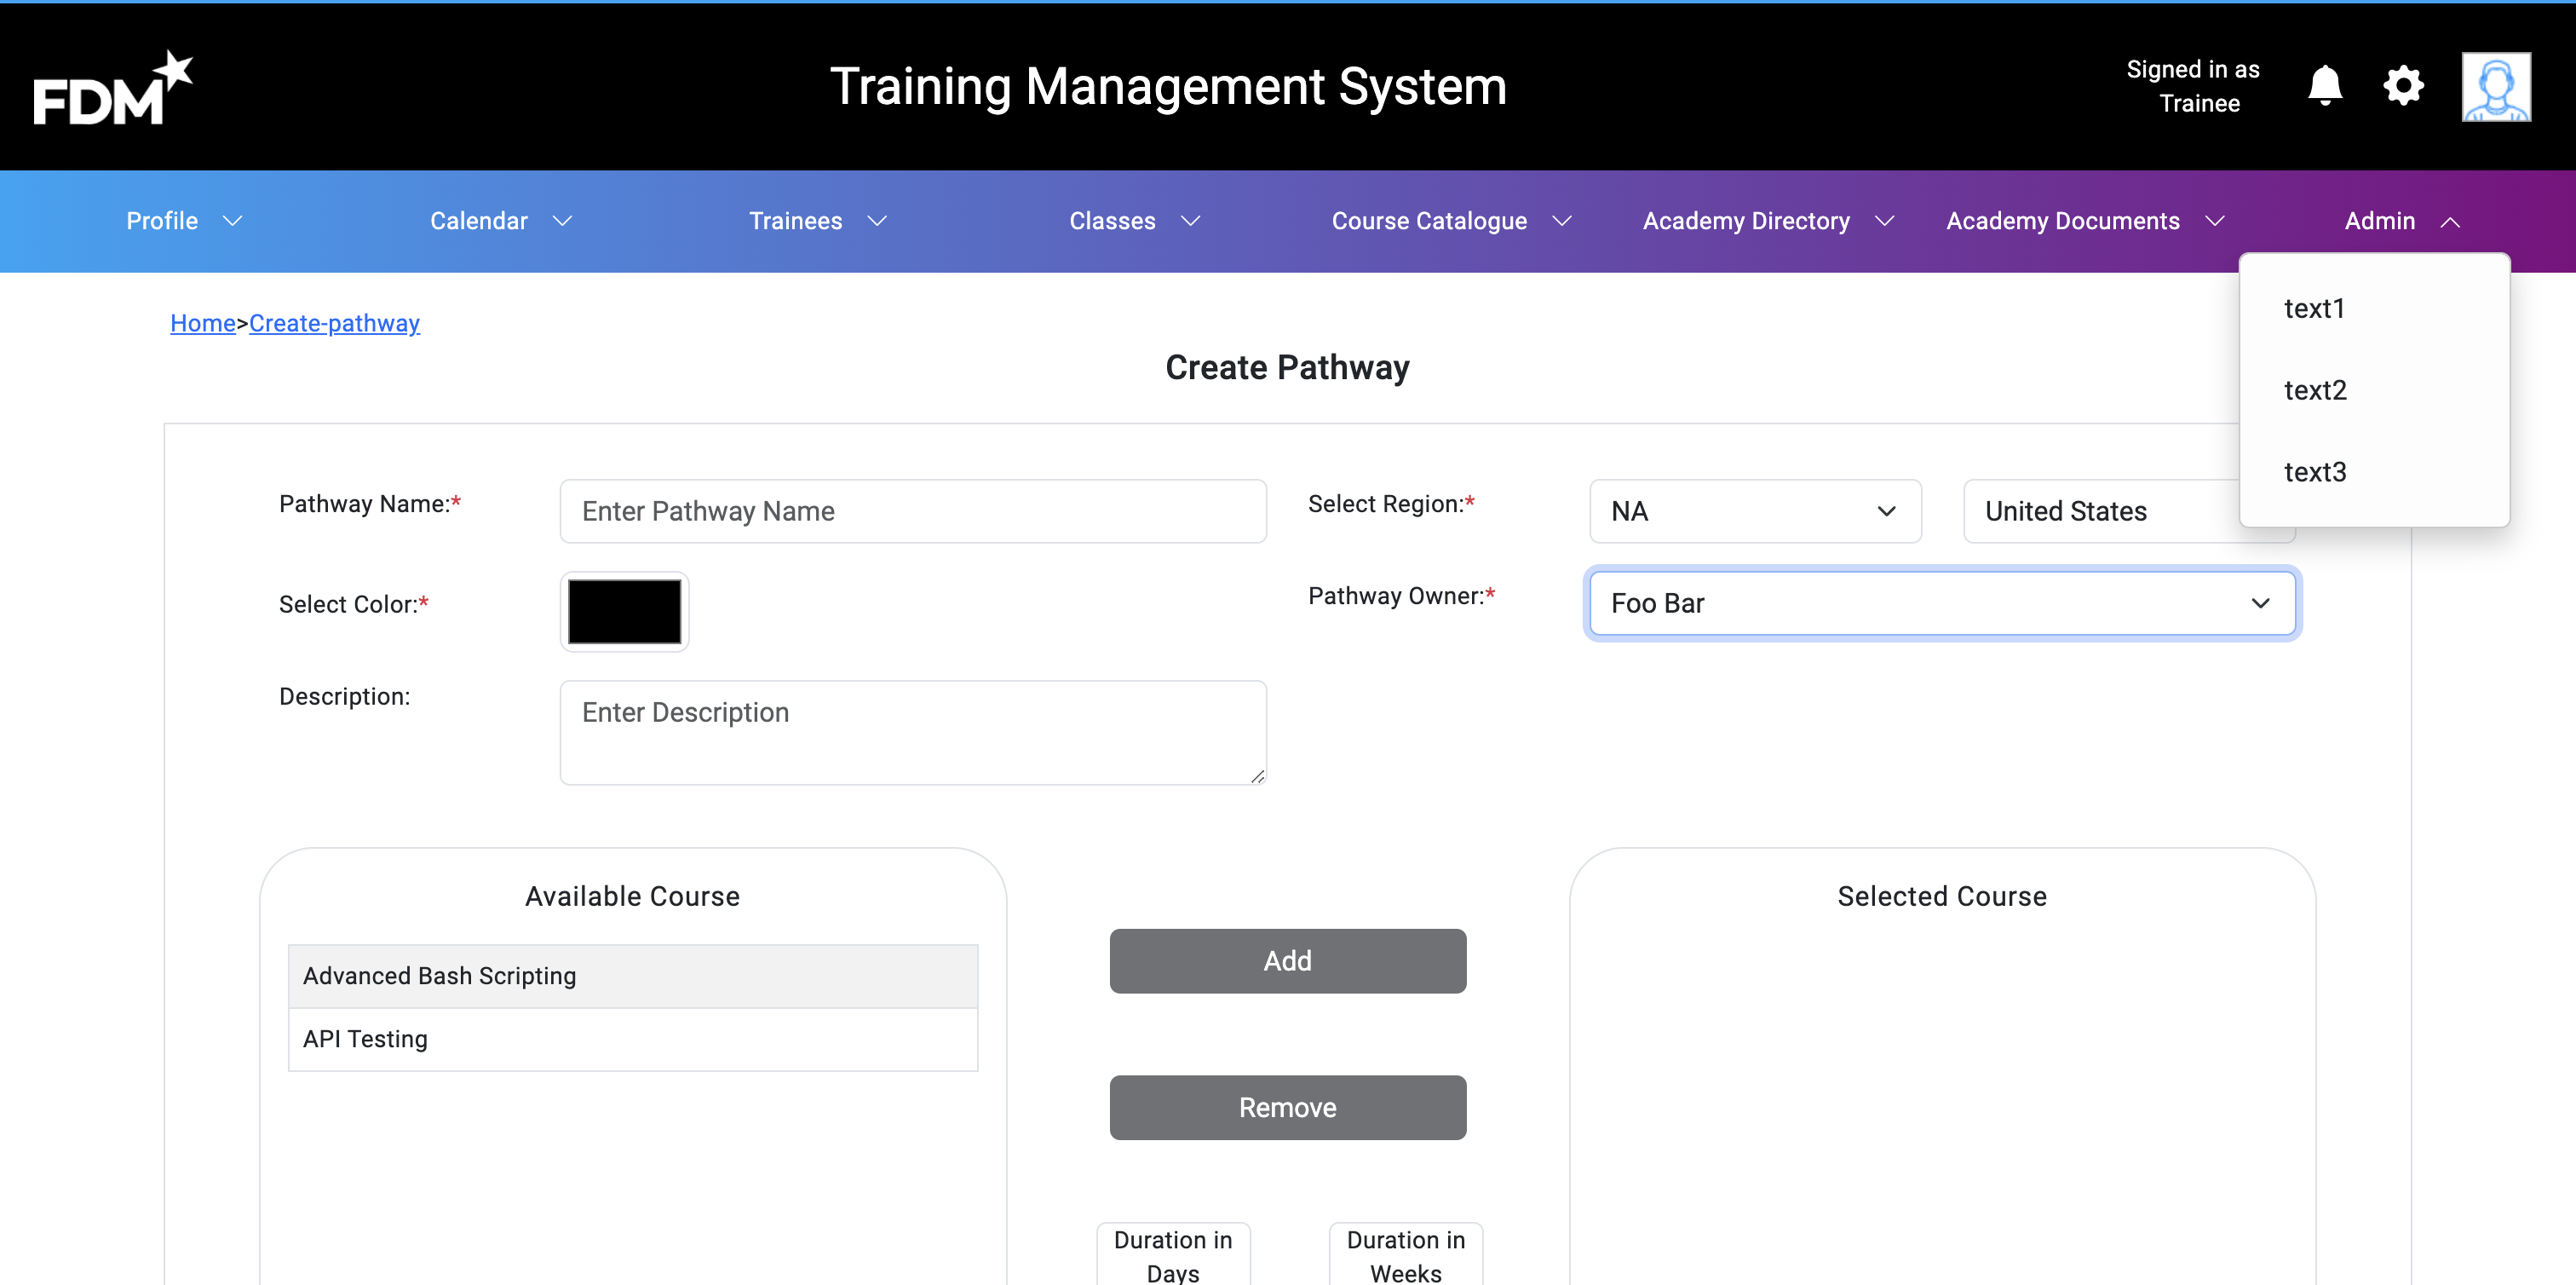 FDM
Training Management System
Signed in as
Trainee
Profile
Calendar
Trainees
Classes
Course Catalogue
Academy Directory
Academy Documents
Admin
text1
text2
text3
Home>Create-pathway
Create Pathway
Pathway Name:*
Enter Pathway Name
Select Region:*
NA
United States
Select Color:*
Pathway Owner:*
Foo Bar
Description:
Enter Description
Available Course
Advanced Bash Scripting
API Testing
Add
Remove
Duration in
Days
Duration in
Weeks
Selected Course